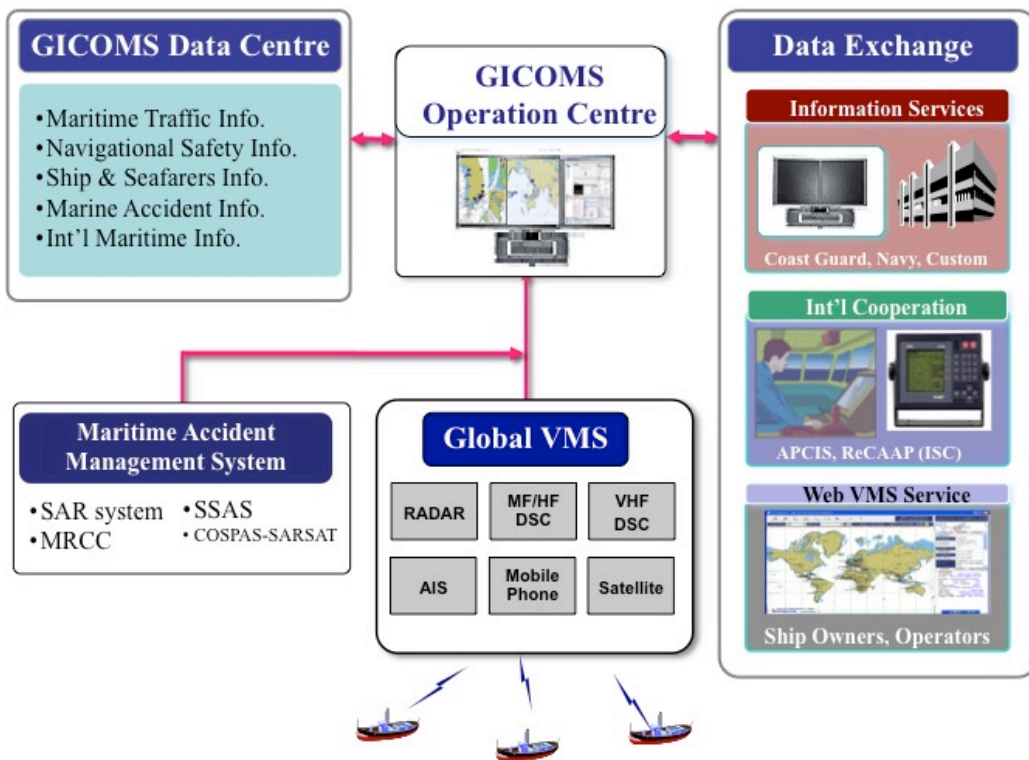 GICOMS Data Centre
•Maritime Traffic Info.
•Navigational Safety Info.
•Ship & Seafarers Info.
•Marine Accident Info.
•Int'l Maritime Info.
GICOMS
Operation Centre
Data Exchange
Information Services
Coast Guard, Navy, Custom
Int'l Cooperation
APCIS, ReCAAP (ISC)
Web VMS Service
Ship Owners, Operators
Maritime Accident
Management System
•SAR system
•MRCC
•SSAS
•COSPAS-SARSAT
Global VMS
RADAR
MF/HF
DSC
VHF
DSC
AIS
Mobile
Phone
Satellite